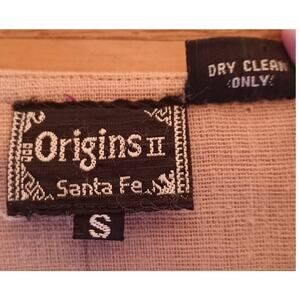 DRY CLEAN
ONLY
Origins II
Santa Fe
S